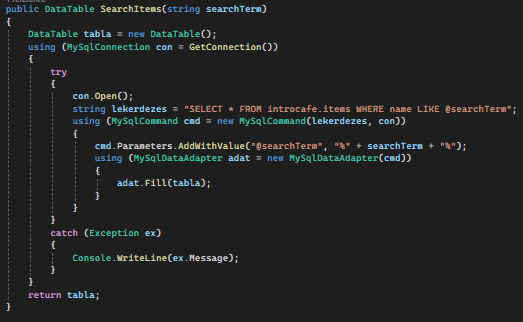 public DataTable SearchItems(string searchTerm)
{
    DataTable tabla = new DataTable();
    using (MySqlConnection con = GetConnection())
    {
        try
        {
            con.Open();
            string lekerdezes = "SELECT * FROM introcafe.items WHERE name LIKE @searchTerm";
            using (MySqlCommand cmd = new MySqlCommand(lekerdezes, con))
            {
                cmd.Parameters.AddWithValue("@searchTerm", "%" + searchTerm + "%");
                using (MySqlDataAdapter adat = new MySqlDataAdapter(cmd))
                {
                    adat.Fill(tabla);
                }
            }
        }
        catch (Exception ex)
        {
            Console.WriteLine(ex.Message);
        }
    }
    return tabla;
}